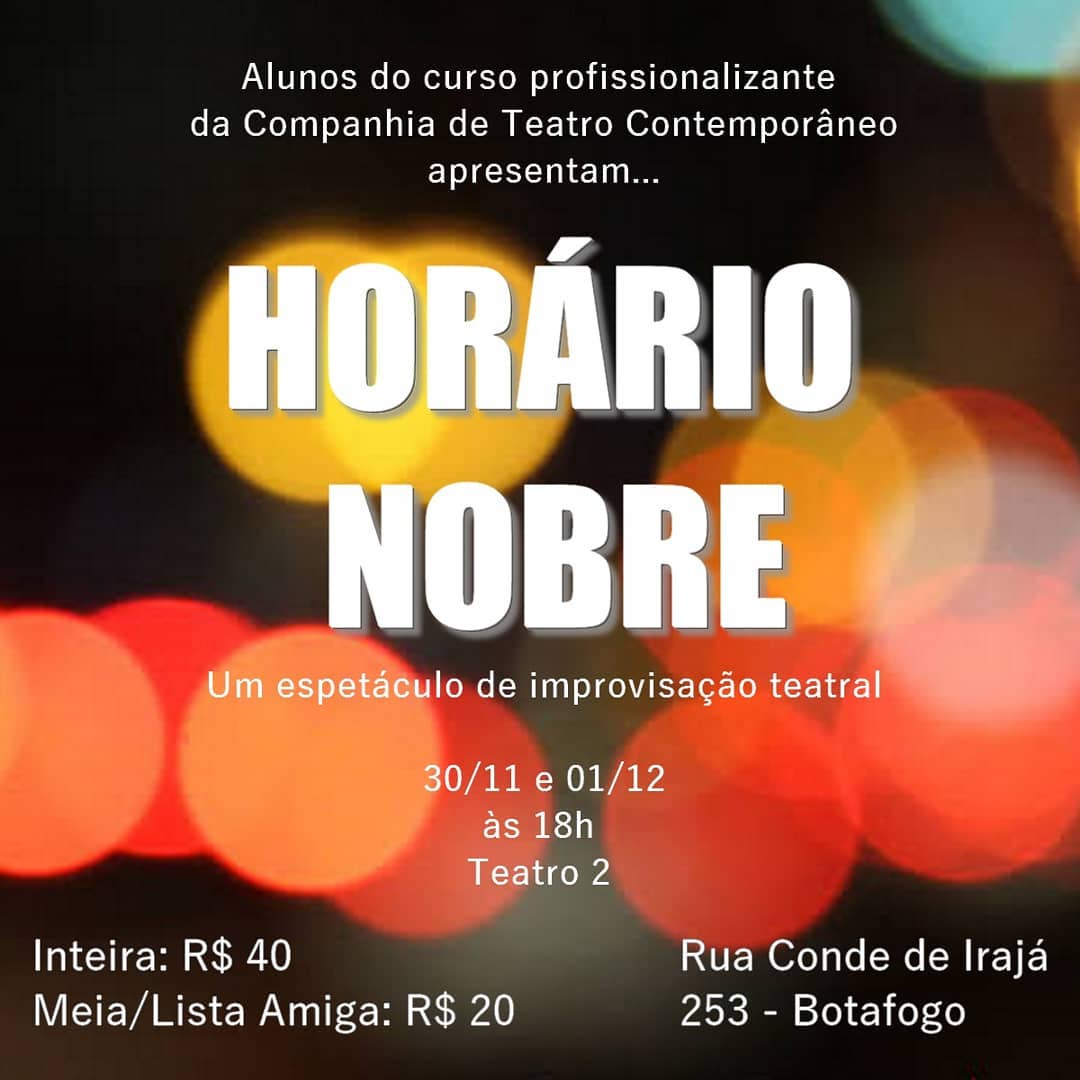 Alunos do curso profissionalizante
da Companhia de Teatro Contemporâneo
apresentam...
HORÁRIO
NOBRE
Um espetáculo de improvisação teatral
30/11 e 01/12
às 18h
Teatro 2
Inteira: R$ 40
Meia/Lista Amiga: R$ 20
Rua Conde de Irajá
253 - Botafogo